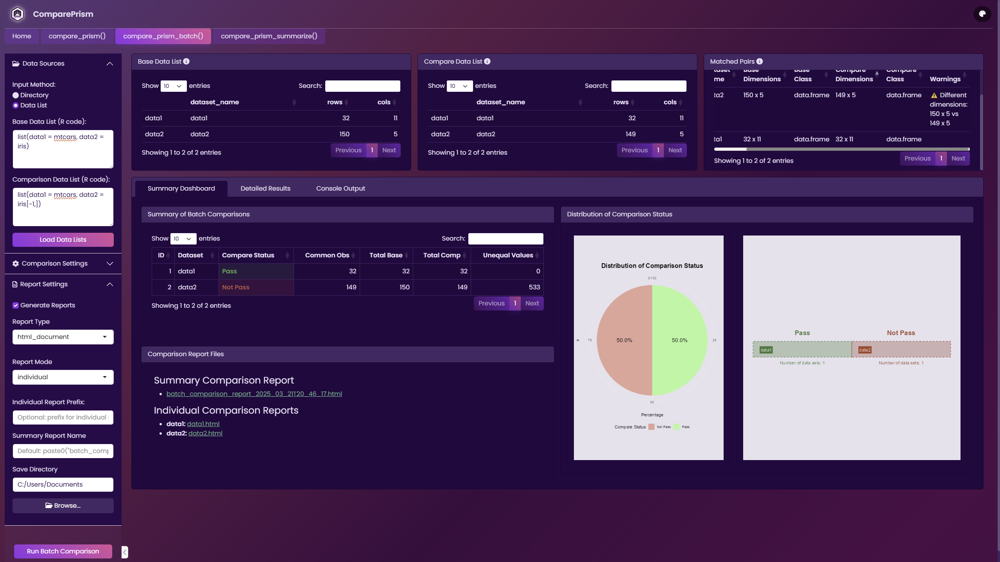 ComparePrism
Home
compare_prism()
compare_prism_batch()
compare_prism_summarize()
Data Sources
Input Method:
Directory
Data List
Base Data List (R code):
list(data1 = mtcars, data2 =
iris)
Comparison Data List (R code):
list(data1 = mtcars, data2 =
iris[-1,])
Load Data Lists
Comparison Settings
Report Settings
Generate Reports
Report Type
html_document
Report Mode
individual
Individual Report Prefix:
Optional: prefix for individual
Summary Report Name
Default: paste0("batch_comp
Save Directory
C:/Users/Documents
Browse...
Run Batch Comparison
Base Data List
Show 10 entries Search:
dataset_name rows cols
data1 data1 32 11
data2 data2 150 5
Showing 1 to 2 of 2 entries Previous 1 Next
Compare Data List
Show 10 entries Search:
dataset_name rows cols
data1 data1 32 11
data2 data2 149 5
Showing 1 to 2 of 2 entries Previous 1 Next
Matched Pairs
taset Base Base Compare Compare
me Dimensions Class Dimensions Class Warnings
ta2 150 x 5 data.frame 149 x 5 data.frame ⚠ Different
dimensions:
150 x 5 vs
149 x 5
ta1 32 x 11 data.frame 32 x 11 data.frame
Showing 1 to 2 of 2 entries Previous 1 Next
Summary Dashboard
Detailed Results
Console Output
Summary of Batch Comparisons
Show 10 entries Search:
ID Dataset Compare Status Common Obs Total Base Total Comp Unequal Values
1 data1 Pass 32 32 32 0
2 data2 Not Pass 149 150 149 533
Showing 1 to 2 of 2 entries Previous 1 Next
Comparison Report Files
Summary Comparison Report
batch_comparison_report_2025_03_21T20_46_17.html
Individual Comparison Reports
data1: data1.html
data2: data2.html
Distribution of Comparison Status
Distribution of Comparison Status
0/100
x 75 50.0% 50.0% 25
50
Percentage
Compare Status Not Pass Pass
Pass Not Pass
data1 data2
Number of data sets: 1 Number of data sets: 1